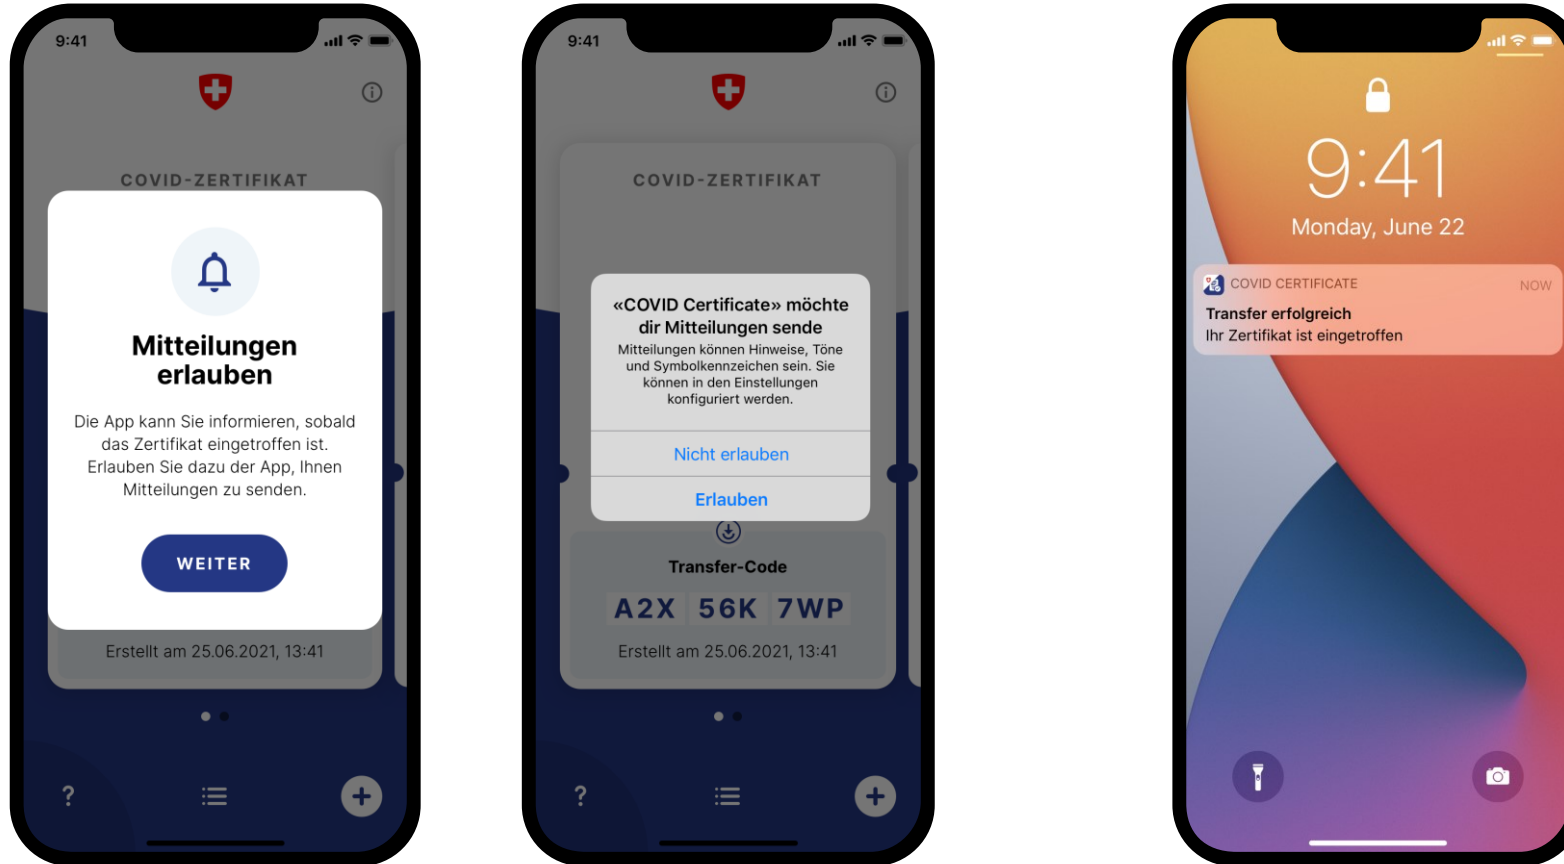 9:41
COVID-ZERTIFIKAT
Mitteilungen
erlauben
Die App kann Sie informieren, sobald
das Zertifikat eingetroffen ist.
Erlauben Sie dazu der App, Ihnen
Mitteilungen zu senden.
WEITER
Erstellt am 25.06.2021, 13:41
?
9:41
COVID-ZERTIFIKAT
«COVID Certificate» möchte
dir Mitteilungen sende
Mitteilungen können Hinweise, Töne
und Symbolkennzeichen sein. Sie
können in den Einstellungen
konfiguriert werden.
Nicht erlauben
Erlauben
Transfer-Code
A2X 56K 7WP
Erstellt am 25.06.2021, 13:41
?
9:41
Monday, June 22
COVID CERTIFICATE NOW
Transfer erfolgreich
Ihr Zertifikat ist eingetroffen